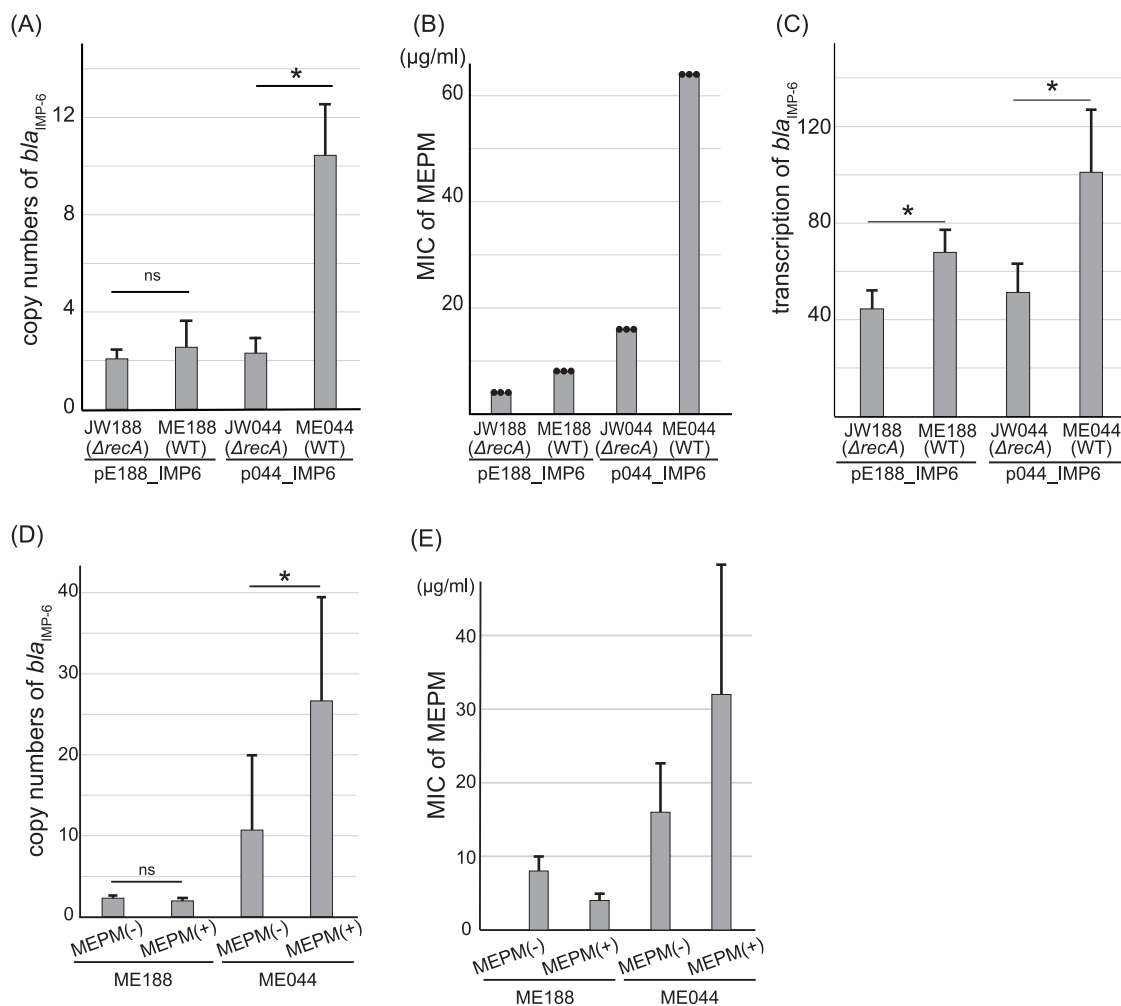 (A)
copy numbers of blaIMP-6
12
8
4
0
ns
*
JW188 ME188 JW044 ME044
(ΔrecA) (WT) (ΔrecA) (WT)
pE188_IMP6 p044_IMP6
(B)
(µg/ml)
MIC of MEPM
60
40
20
0
JW188 ME188 JW044 ME044
(ΔrecA) (WT) (ΔrecA) (WT)
pE188_IMP6 p044_IMP6
(C)
transcription of blaIMP-6
120
80
40
*
*
JW188 ME188 JW044 ME044
(ΔrecA) (WT) (ΔrecA) (WT)
pE188_IMP6 p044_IMP6
(D)
copy numbers of blaIMP-6
40
30
20
10
0
ns
*
MEPM(-) MEPM(+) MEPM(-) MEPM(+)
ME188 ME044
(E)
(µg/ml)
MIC of MEPM
40
30
20
10
0
MEPM(-) MEPM(+) MEPM(-) MEPM(+)
ME188 ME044